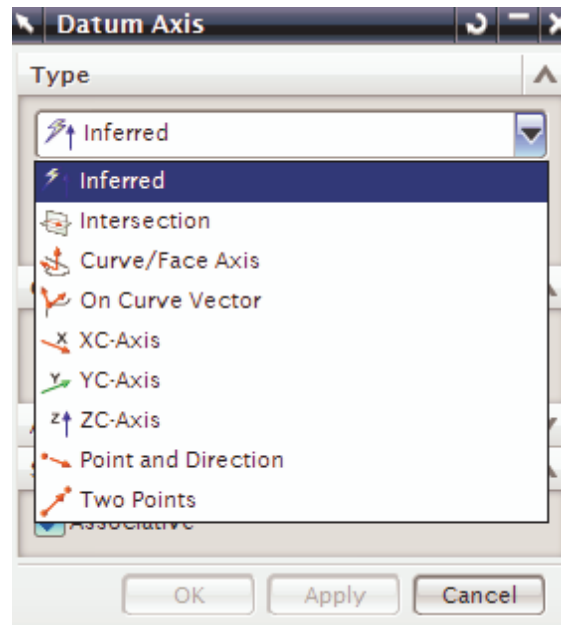 Datum Axis
Type
Inferred
Inferred
Intersection
Curve/Face Axis
On Curve Vector
X XC-Axis
Y YC-Axis
Z ZC-Axis
Point and Direction
Two Points
Associative
OK Apply Cancel